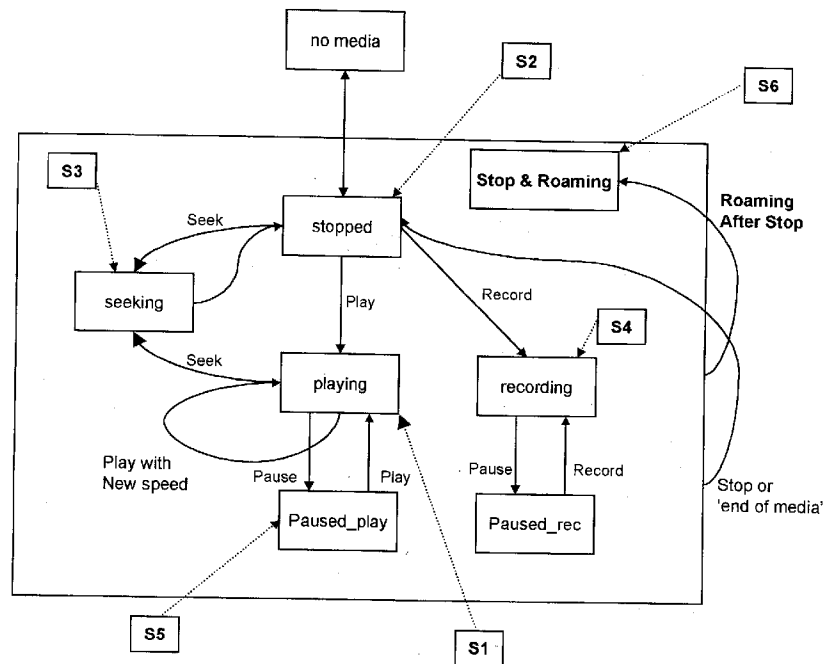 no media
S2
S6
S3
Stop & Roaming
Roaming
After Stop
Seek
stopped
seeking
Play
Record
S4
Seek
playing
recording
Play with
New speed
Pause
Play
Pause
Record
Stop or
'end of media'
Paused_play
Paused_rec
S5
S1